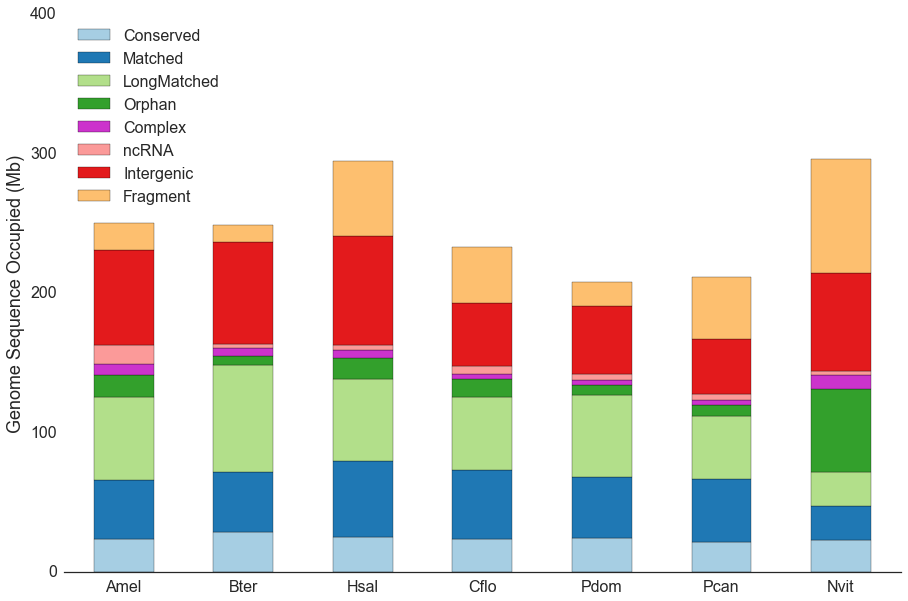 400
300
200
100
0
Genome Sequence Occupied (Mb)
Conserved
Matched
LongMatched
Orphan
Complex
ncRNA
Intergenic
Fragment
Amel Bter Hsal Cflo Pdom Pcan Nvit